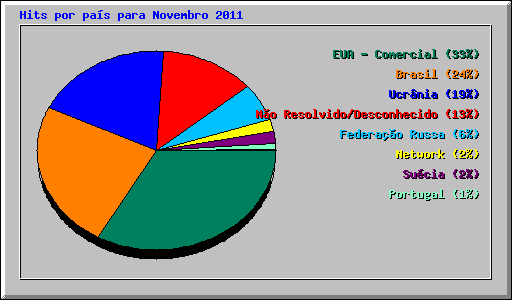 Hits por país para Novembro 2011
EUA - Comercial (33%)
Brasil (24%)
Ucrânia (19%)
Não Resolvido/Desconhecido (13%)
Federação Russa (6%)
Network (2%)
Suécia (2%)
Portugal (1%)